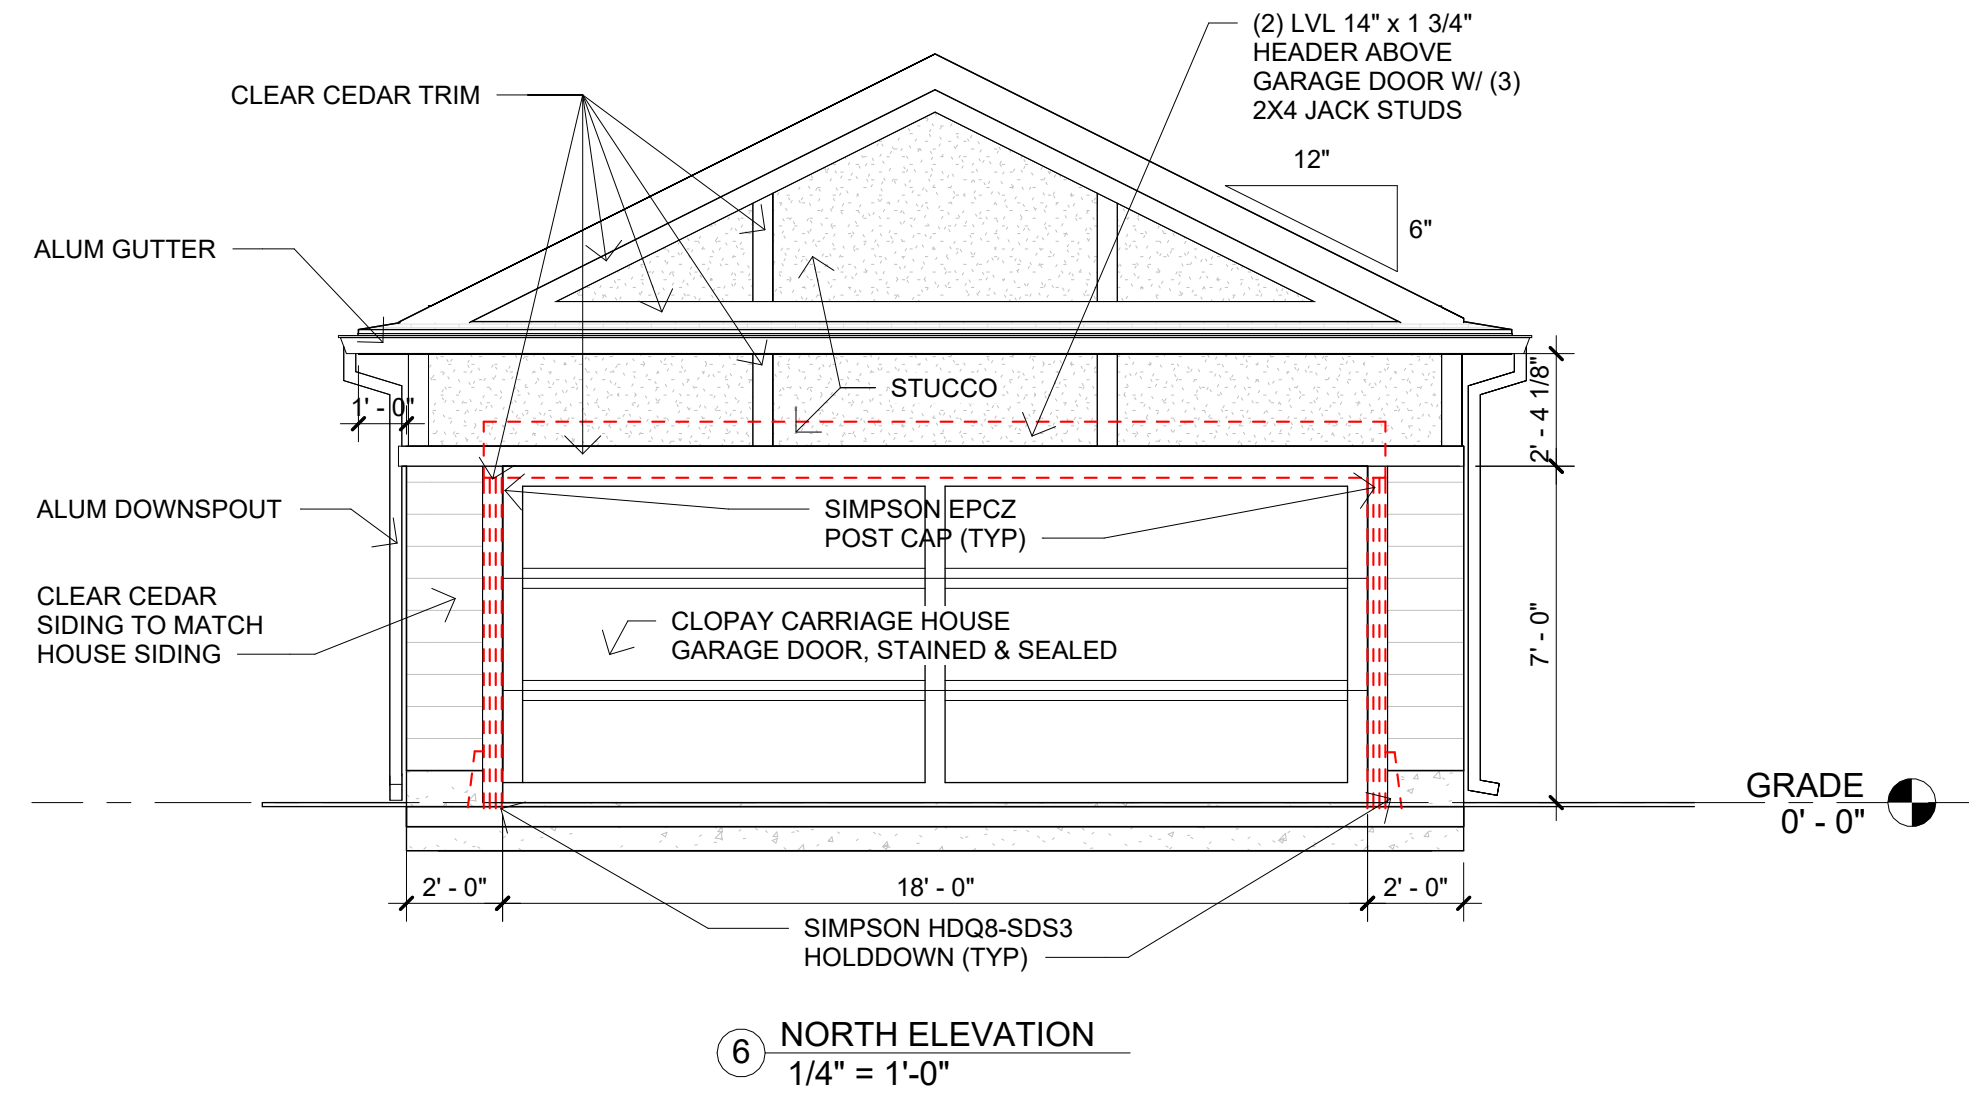 (2) LVL 14" x 1 3/4"
HEADER ABOVE
GARAGE DOOR W/ (3)
2X4 JACK STUDS
CLEAR CEDAR TRIM
12"
6"
ALUM GUTTER
STUCCO
1' - 0"
2' - 4 1/8"
ALUM DOWNSPOUT
SIMPSON EPCZ
POST CAP (TYP)
CLEAR CEDAR
SIDING TO MATCH
HOUSE SIDING
CLOPAY CARRIAGE HOUSE
GARAGE DOOR, STAINED & SEALED
7' - 0"
GRADE
0' - 0"
2' - 0"
18' - 0"
2' - 0"
SIMPSON HDQ8-SDS3
HOLDDOWN (TYP)
6
NORTH ELEVATION
1/4" = 1'-0"